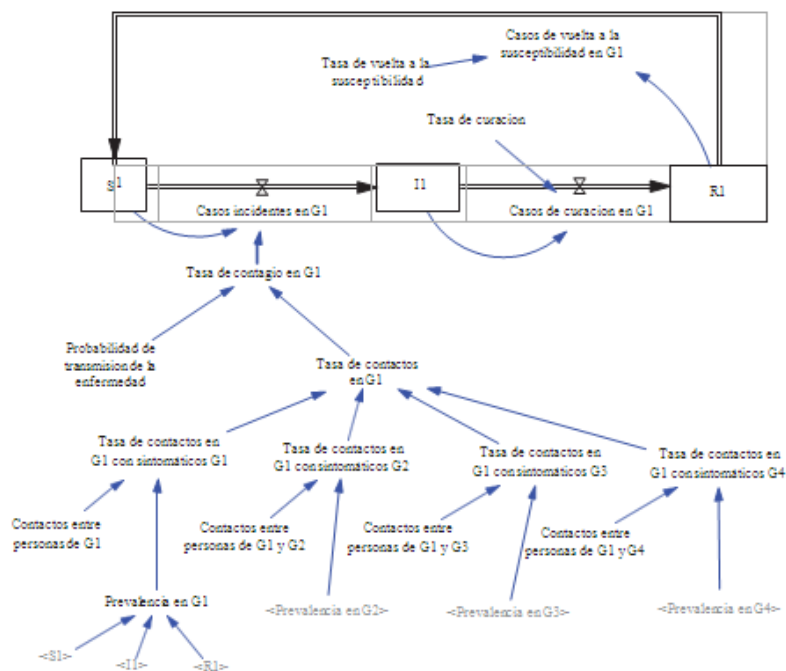 Casos de vuelta a la
susceptibilidad en G1
Tasa de vuelta a la
susceptibilidad
Tasa de curacion
S1
I1
R1
Casos incidentes en G1
Casos de curacion en G1
Tasa de contagio en G1
Probabilidad de
transmision de la
enfermedad
Tasa de contactos
en G1
Tasa de contactos en
G1 con sintomáticos G1
Tasa de contactos en
G1 con sintomáticos G2
Tasa de contactos en
G1 con sintomáticos G3
Tasa de contactos en
G1 con sintomáticos G4
Contactos entre
personas de G1
Contactos entre
personas de G1 y G2
Contactos entre
personas de G1 y G3
Contactos entre
personas de G1 y G4
Prevalencia en G1
<Prevalencia en G2>
<Prevalencia en G3>
<Prevalencia en G4>
<S1>
<I1>
<R1>